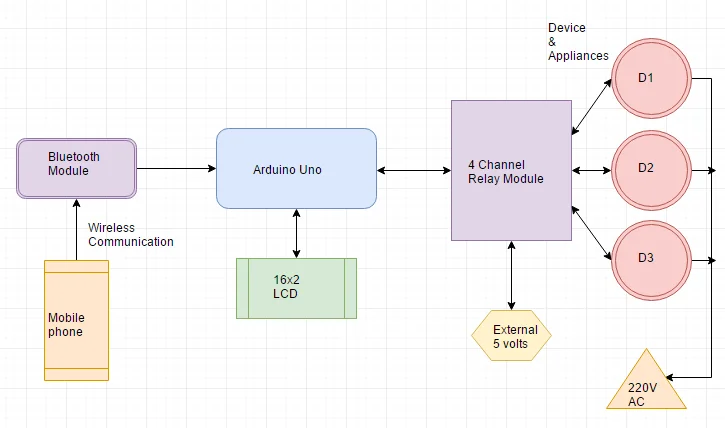 Device
&
Appliances
D1
Bluetooth
Module
Arduino Uno
4 Channel
Relay Module
D2
Wireless
Communication
D3
16x2
LCD
Mobile
phone
External
5 volts
220V
AC